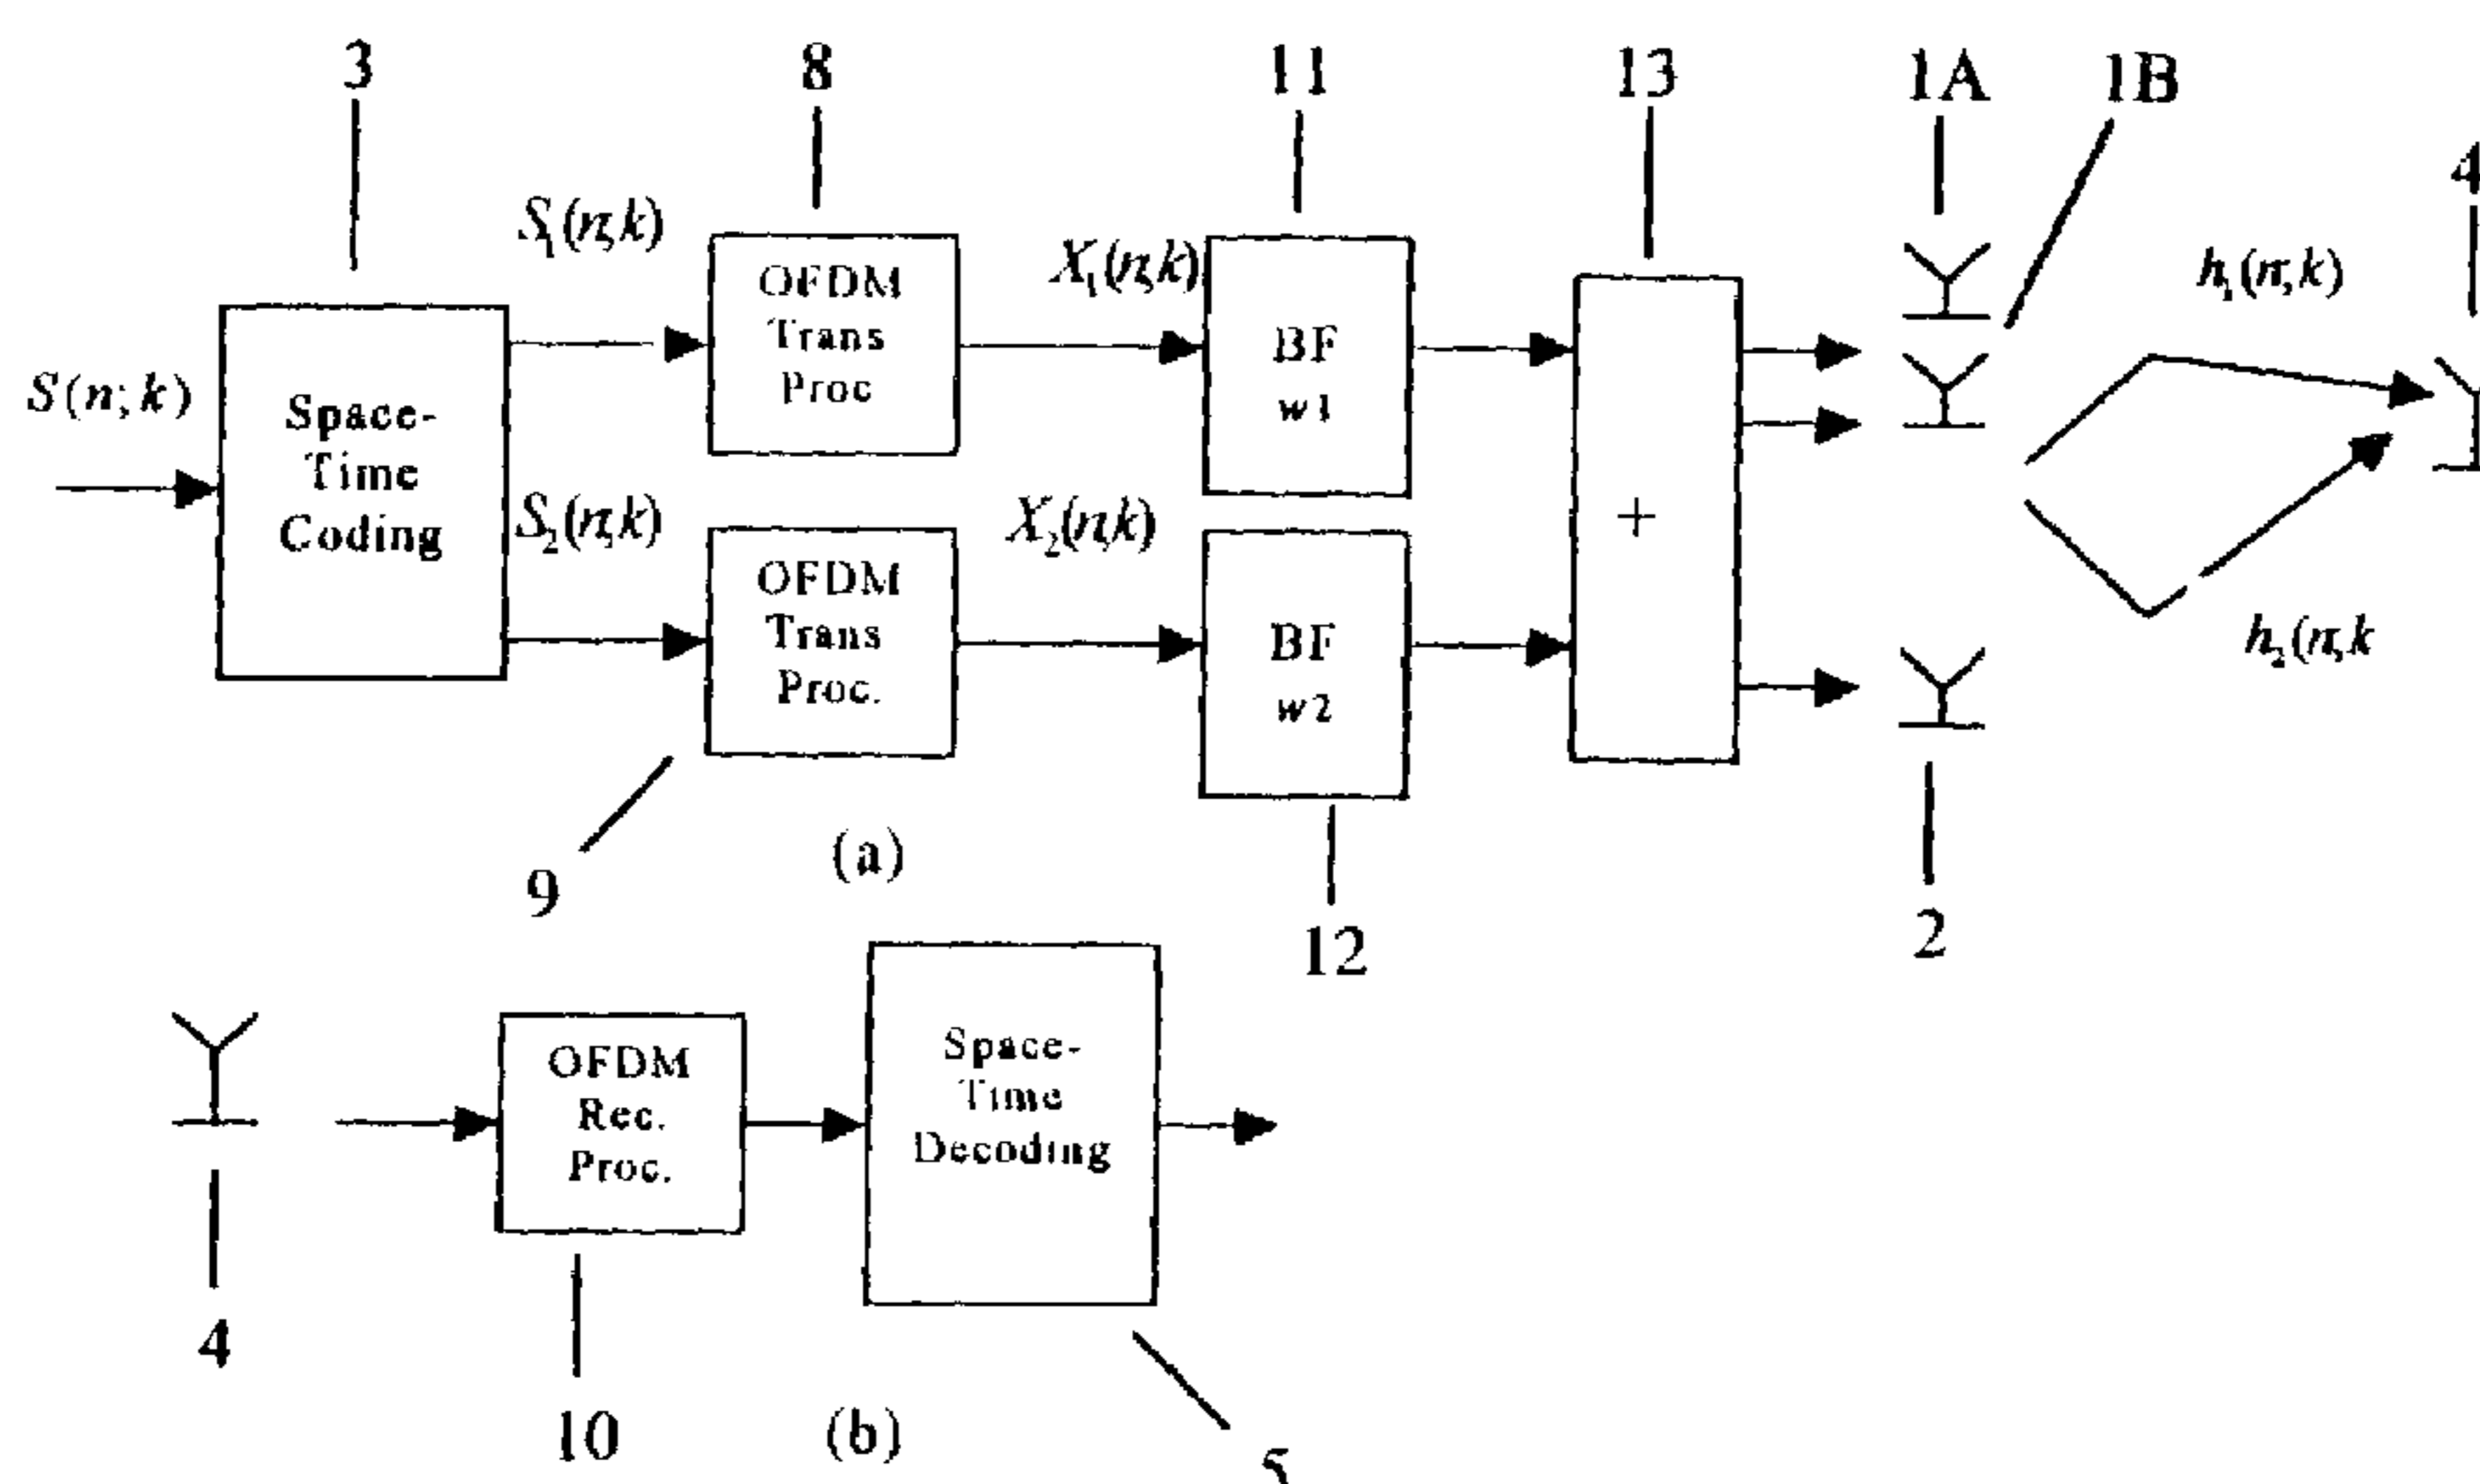 3
8
11
13
1A
1B
4
S(n; k)
Space-
Time
Coding
S₁(n,k)
OFDM
Trans
Proc
X₁(n,k)
BF
w1
+
h₁(n,k)
S₂(n,k)
OFDM
Trans
Proc.
X₂(n,k)
BF
w2
h₂(n,k
9
(a)
12
2
4
OFDM
Rec.
Proc.
10
Space-
Time
Decoding
(b)
5